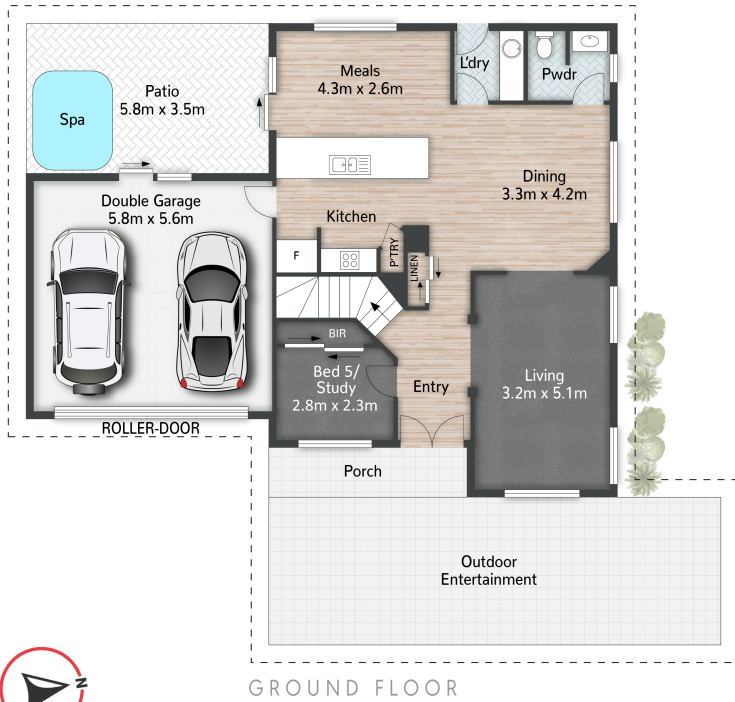 Patio
5.8m x 3.5m
Spa
Meals
4.3m x 2.6m
L'dry
Pwdr
Double Garage
5.8m x 5.6m
Dining
3.3m x 4.2m
Kitchen
F
P'TRY
LINEN
BIR
Bed 5/
Study
2.8m x 2.3m
Entry
Living
3.2m x 5.1m
ROLLER-DOOR
Porch
Outdoor
Entertainment
N
GROUND FLOOR